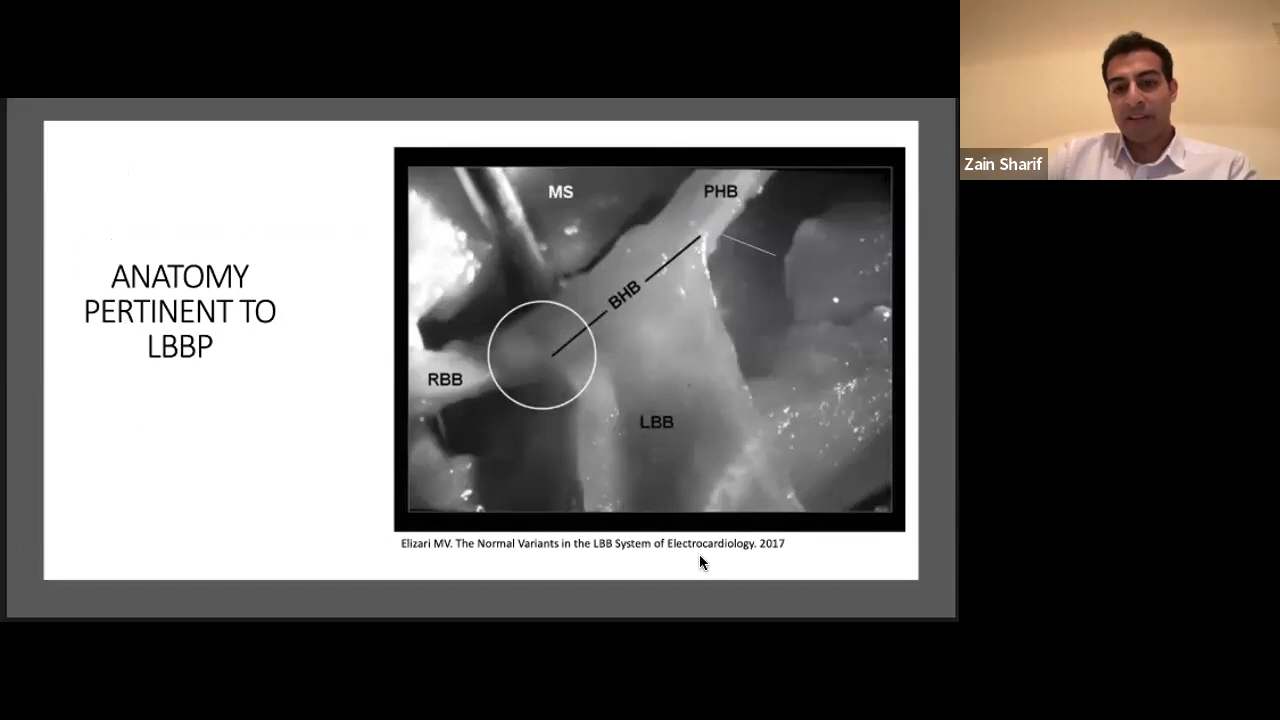 Zain Sharif
ANATOMY
PERTINENT TO
LBBP
MS
PHB
BHB
RBB
LBB
Elizari MV. The Normal Variants in the LBB System of Electrocardiology. 2017